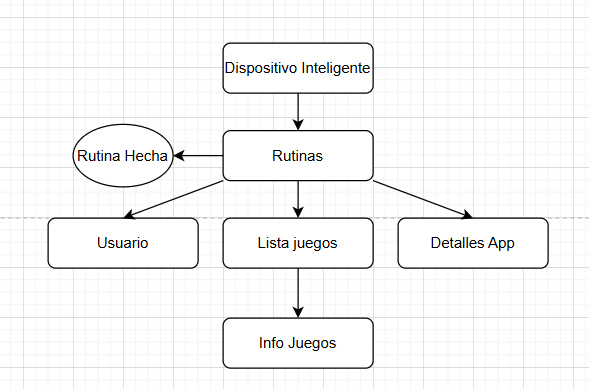 Dispositivo Inteligente
Rutina Hecha
Rutinas
Usuario
Lista juegos
Detalles App
Info Juegos